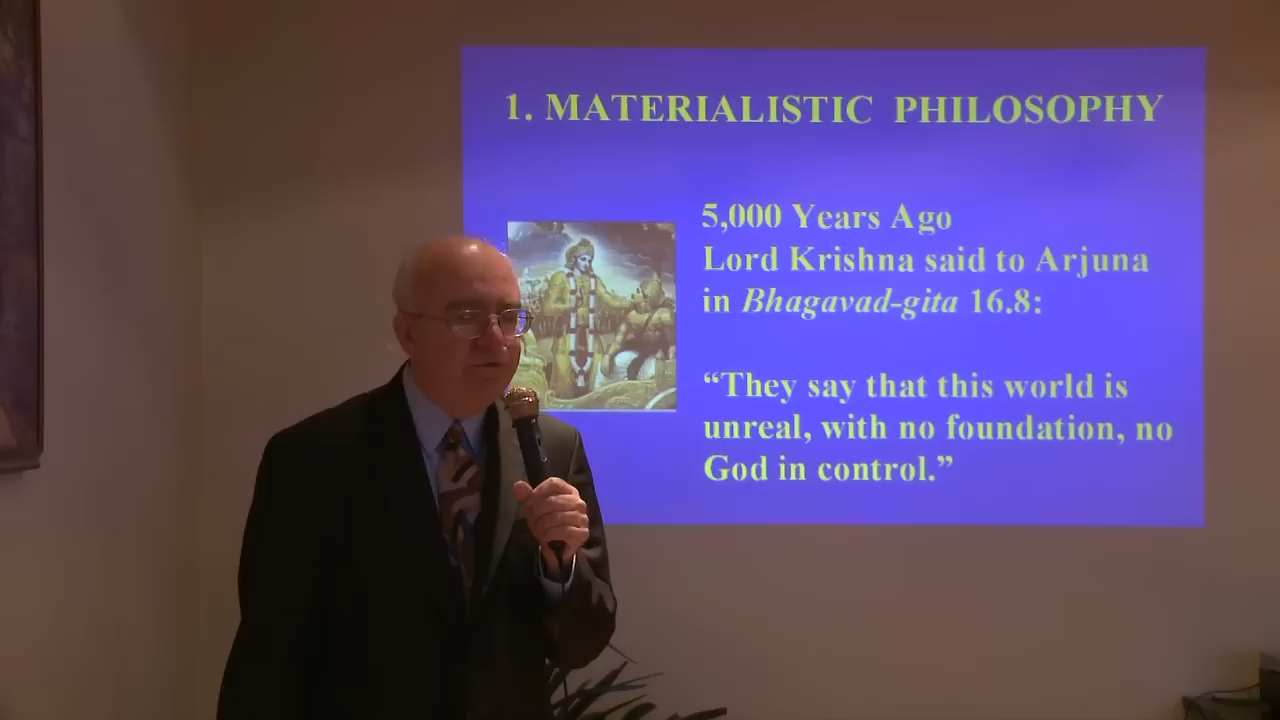 1. MATERIALISTIC PHILOSOPHY
5,000 Years Ago
Lord Krishna said to Arjuna
in Bhagavad-gita 16.8:
“They say that this world is
unreal, with no foundation, no
God in control.”